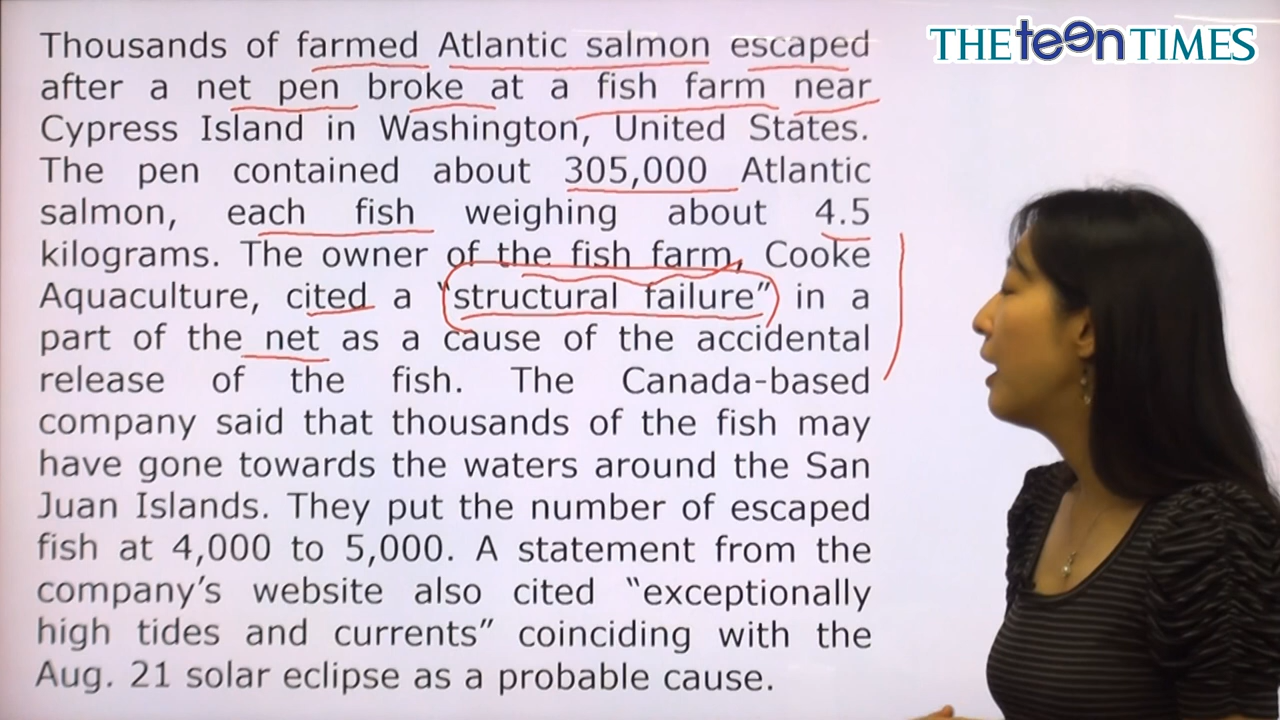 THE teen TIMES
Thousands of farmed Atlantic salmon escaped
after a net pen broke at a fish farm near
Cypress Island in Washington, United States.
The pen contained about 305,000 Atlantic
salmon, each fish weighing about 4.5
kilograms. The owner of the fish farm, Cooke
Aquaculture, cited a “structural failure” in a
part of the net as a cause of the accidental
release of the fish. The Canada-based
company said that thousands of the fish may
have gone towards the waters around the San
Juan Islands. They put the number of escaped
fish at 4,000 to 5,000. A statement from the
company’s website also cited “exceptionally
high tides and currents” coinciding with the
Aug. 21 solar eclipse as a probable cause.